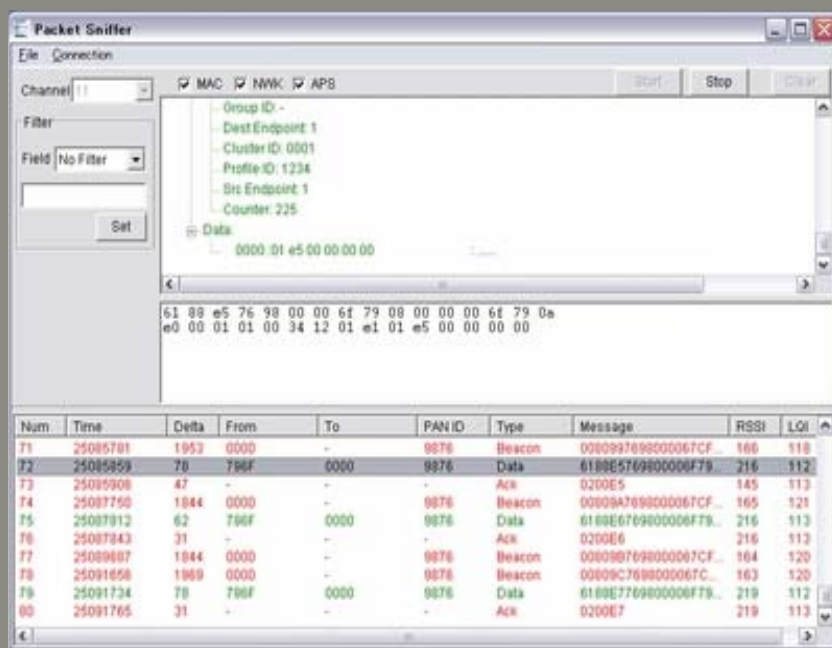 Packet Sniffer
File Connection
Channel 11
MAC NWK APS
Start Stop Clear
Filter
Field No Filter
Set
Group ID: -
Dest Endpoint: 1
Cluster ID: 0001
Profile ID: 1234
Src Endpoint: 1
Counter: 225
Data:
0000: 01 e5 00 00 00 00
61 88 e5 76 98 00 00 6f 79 08 00 00 00 6f 79 0a
e0 00 01 01 00 34 12 01 e1 01 e5 00 00 00 00
Num Time Delta From To PAN ID Type Message RSSI LQI
71 25085781 1953 0000 - 9876 Beacon 0080997698000067CF... 166 118
72 25085859 78 796F 0000 9876 Data 6188E5769800006F79... 216 112
73 25085906 47 - - - Ack 0200E5 145 113
74 25087750 1844 0000 - 9876 Beacon 00809A7698000067CF... 165 121
75 25087812 62 796F 0000 9876 Data 6188E6769800006F79... 216 113
76 25087843 31 - - - Ack 0200E6 216 113
77 25089687 1844 0000 - 9876 Beacon 00809B7698000067CF... 164 120
78 25091656 1969 0000 - 9876 Beacon 00809C7698000067C... 163 120
79 25091734 78 796F 0000 9876 Data 6188E7769800006F79... 219 112
80 25091765 31 - - - Ack 0200E7 219 113